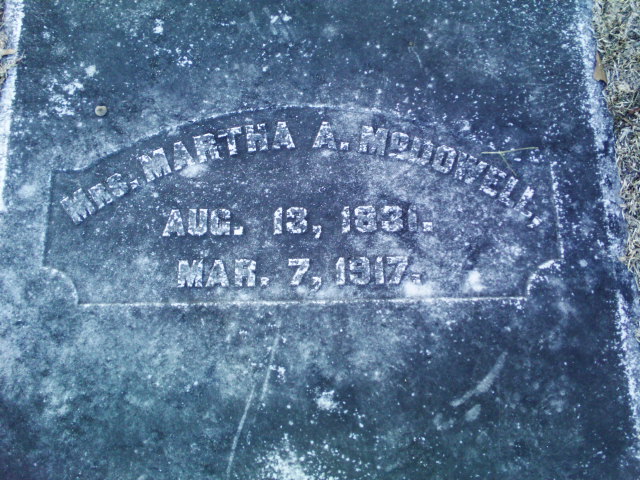 MRS. MARTHA A. McDOWELL,
AUG. 13, 1831.
MAR. 7, 1917.